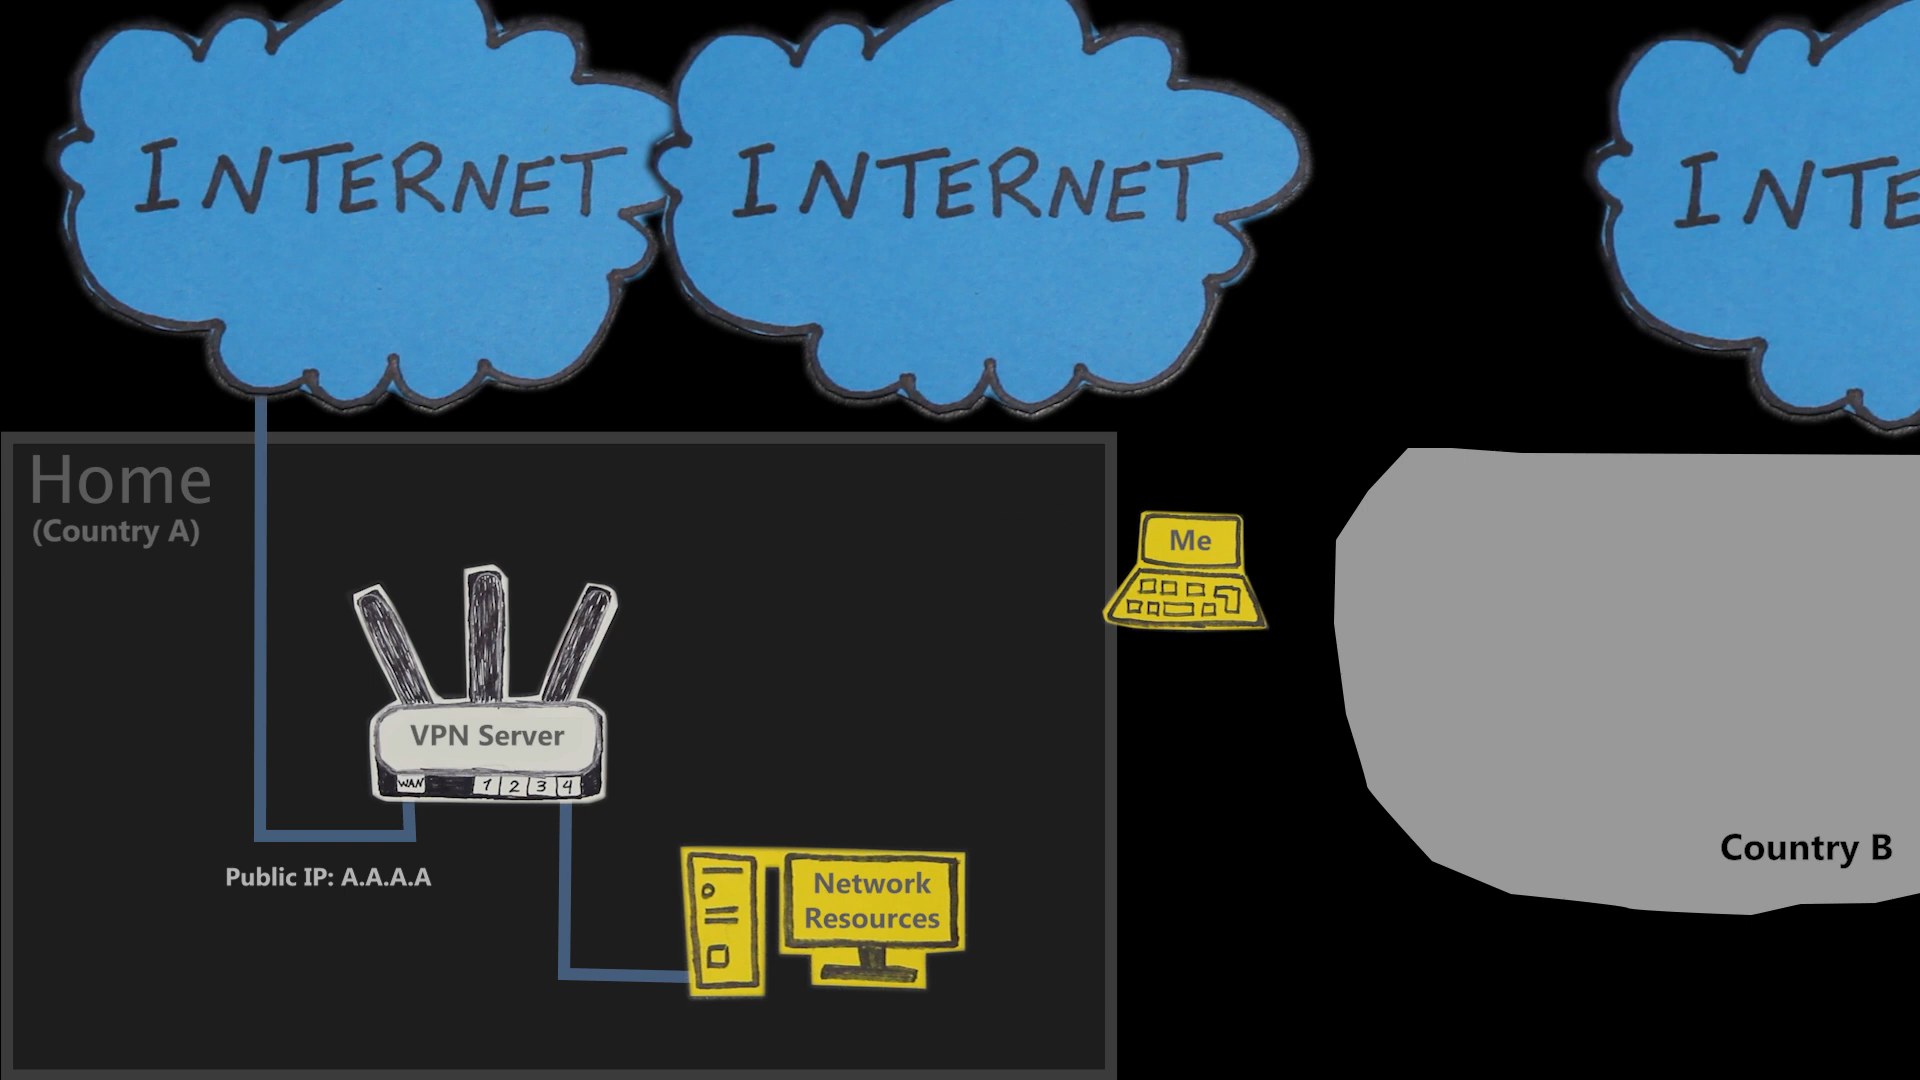 INTERNET
INTERNET
INTE
Home
(Country A)
Me
VPN Server
WAN
1 2 3 4
Public IP: A.A.A.A
Network
Resources
Country B